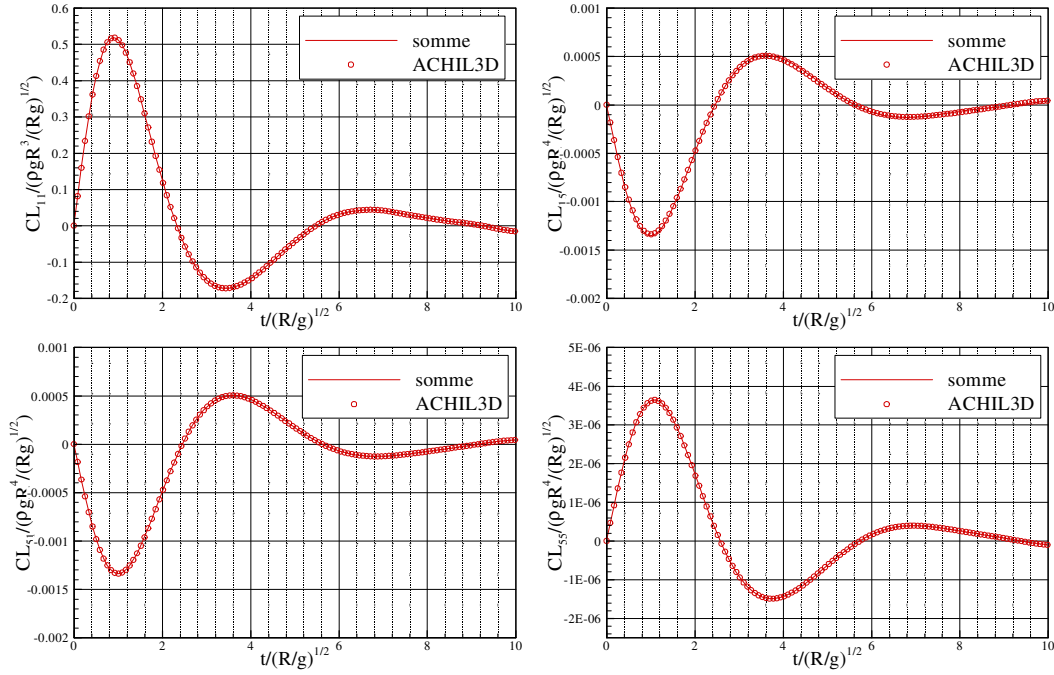 0.6
0.5
0.4
0.3
0.2
0.1
0
-0.1
-0.2
0 2 4 6 8 10
CL₁₁/(ρgR³/(Rg)^1/2)
t/(R/g)^1/2
somme
ACHIL3D
0.001
0.0005
0
-0.0005
-0.001
-0.0015
-0.002
0 2 4 6 8 10
CL₁₅/(ρgR⁴/(Rg)^1/2)
t/(R/g)^1/2
somme
ACHIL3D
0.001
0.0005
0
-0.0005
-0.001
-0.0015
-0.002
0 2 4 6 8 10
CL₅₁/(ρgR⁴/(Rg)^1/2)
t/(R/g)^1/2
somme
ACHIL3D
5E-06
4E-06
3E-06
2E-06
1E-06
0
-1E-06
-2E-06
0 2 4 6 8 10
CL₅₅/(ρgR⁴/(Rg)^1/2)
t/(R/g)^1/2
somme
ACHIL3D